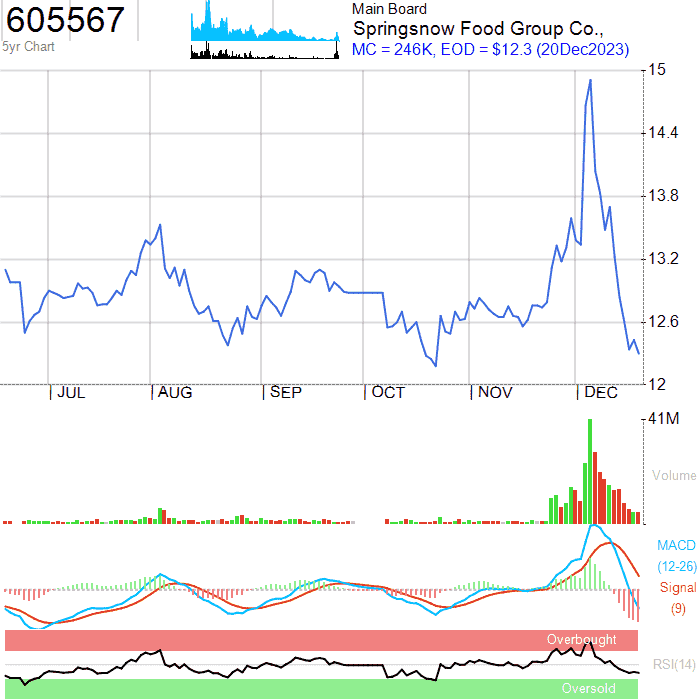 605567
5yr Chart
Main Board
Springsnow Food Group Co.,
MC = 246K, EOD = $12.3 (20Dec2023)
15
14.4
13.8
13.2
12.6
12
JUL
AUG
SEP
OCT
NOV
DEC
41M
Volume
MACD
(12-26)
Signal
(9)
Overbought
RSI(14)
Oversold